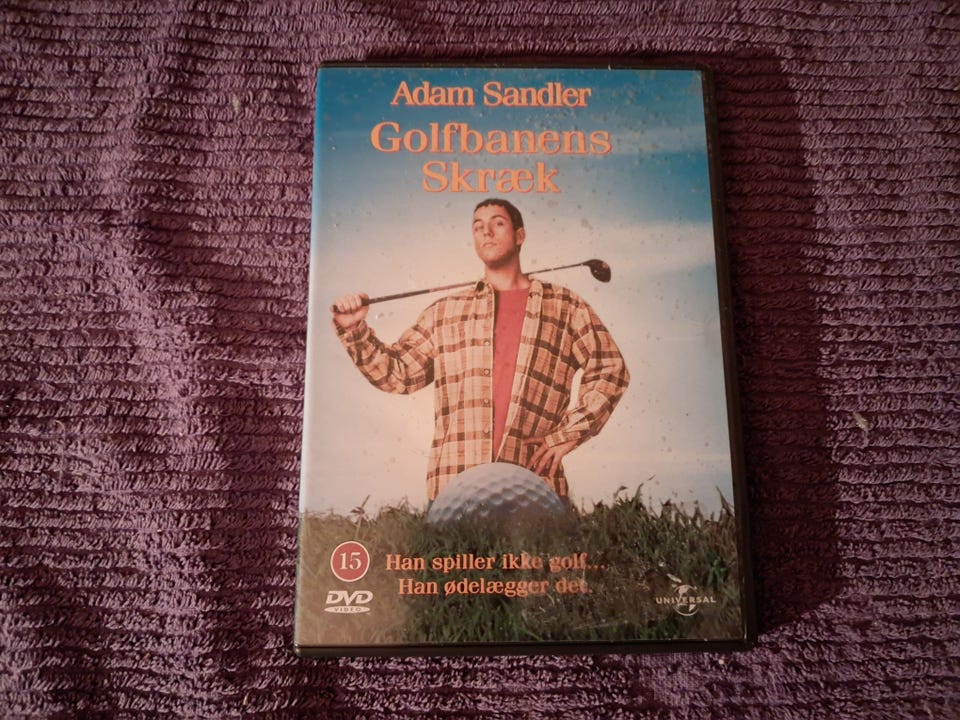 Adam Sandler
Golfbanens
Skræk
15
Han spiller ikke golf...
Han ødelægger det.
DVD
VIDEO
UNIVERSAL